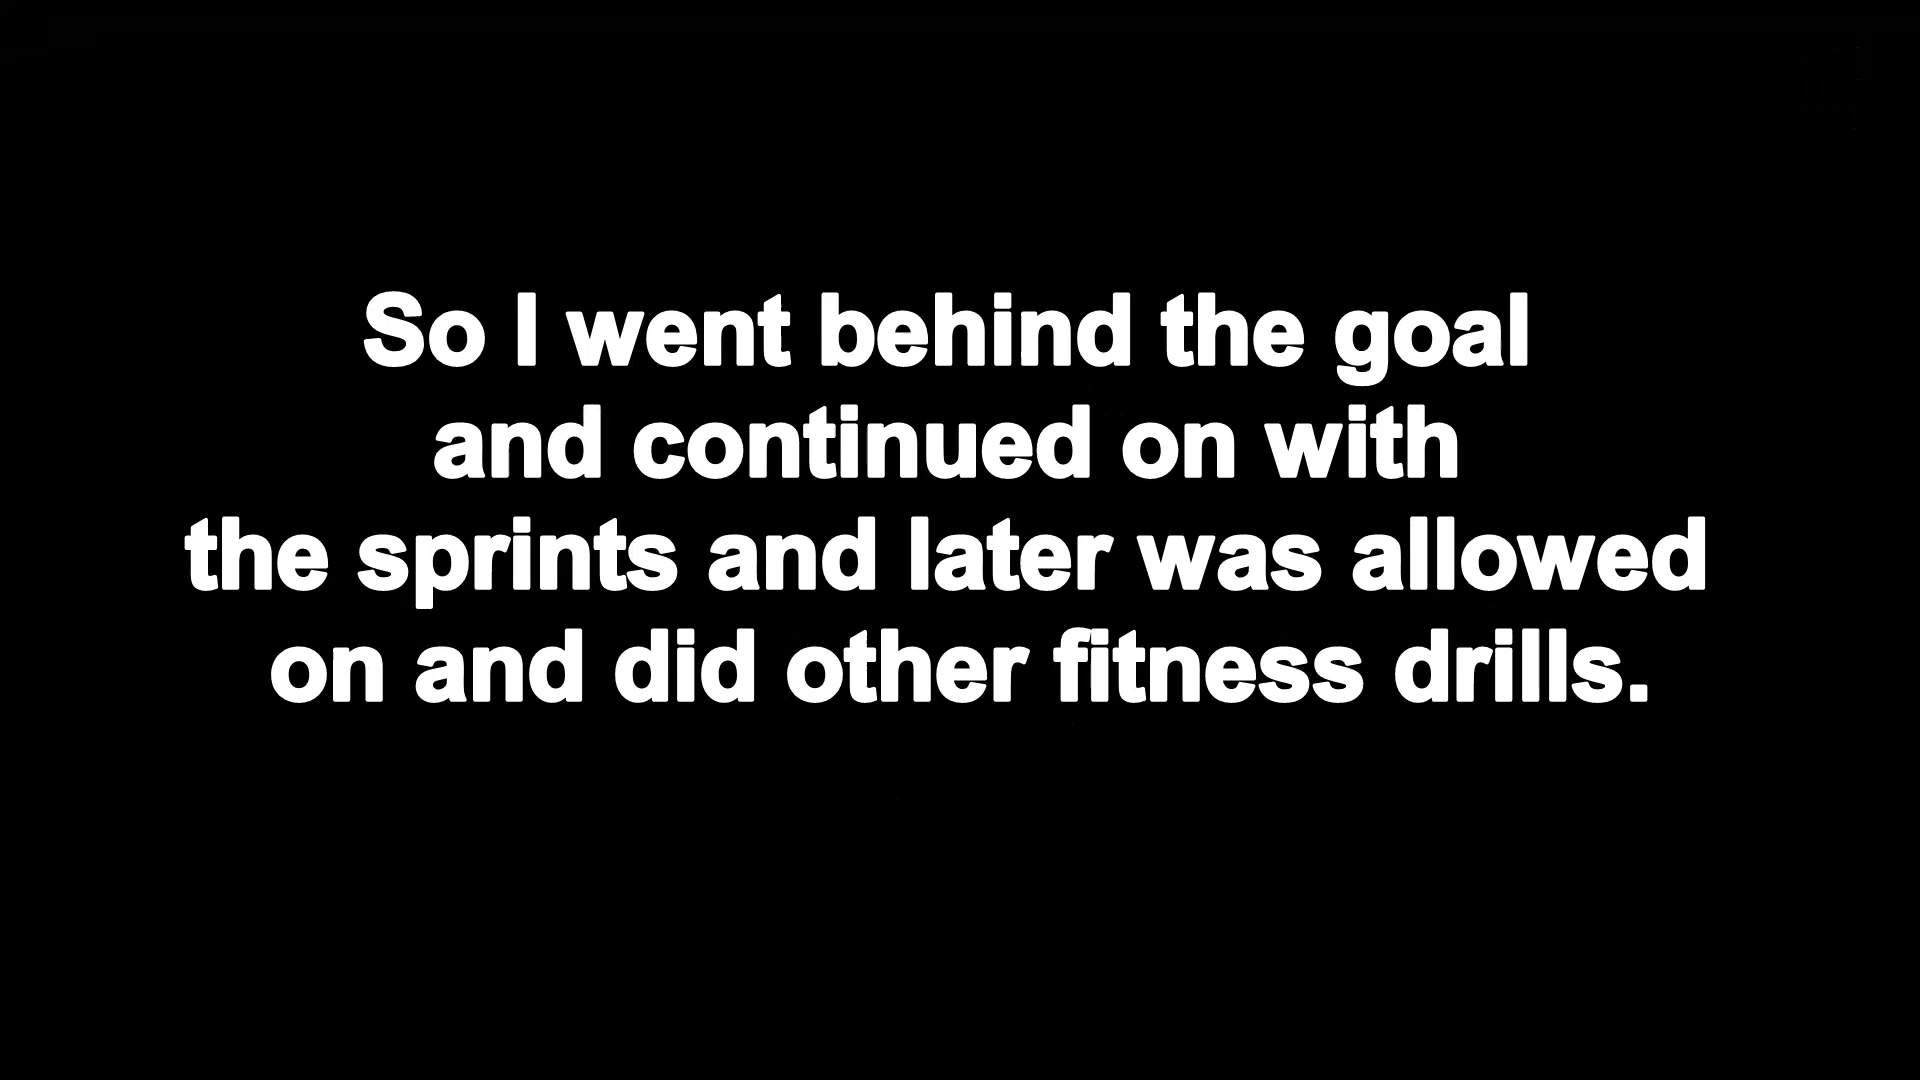 So I went behind the goal
and continued on with
the sprints and later was allowed
on and did other fitness drills.